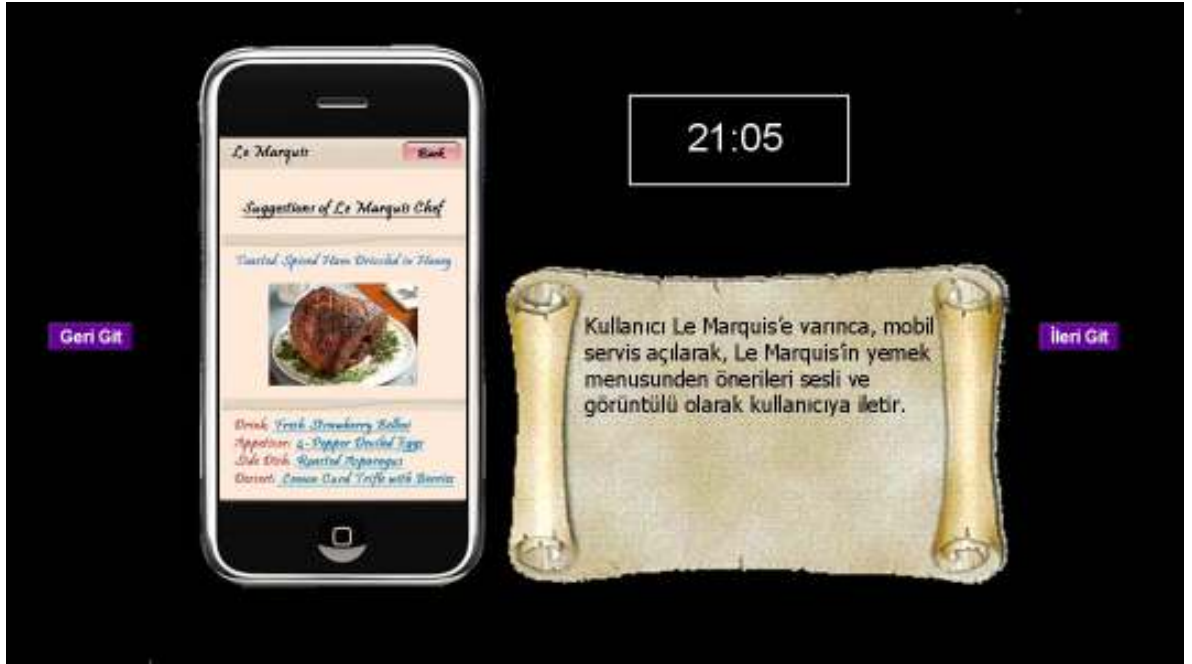 Le Marquis
Back
Suggestions of Le Marquis Chef
Toasted Spiced Ham Drizzled in Honey
Drink: Fresh Strawberry Bellini
Appetizer: 4-Pepper Deviled Eggs
Side Dish: Roasted Asparagus
Dessert: Lemon Curd Trifle with Berries
21:05
Geri Git
Kullanıcı Le Marquis'e varınca, mobil
servis açılarak, Le Marquis'in yemek
menusunden önerileri sesli ve
görüntülü olarak kullanıcıya iletir.
İleri Git